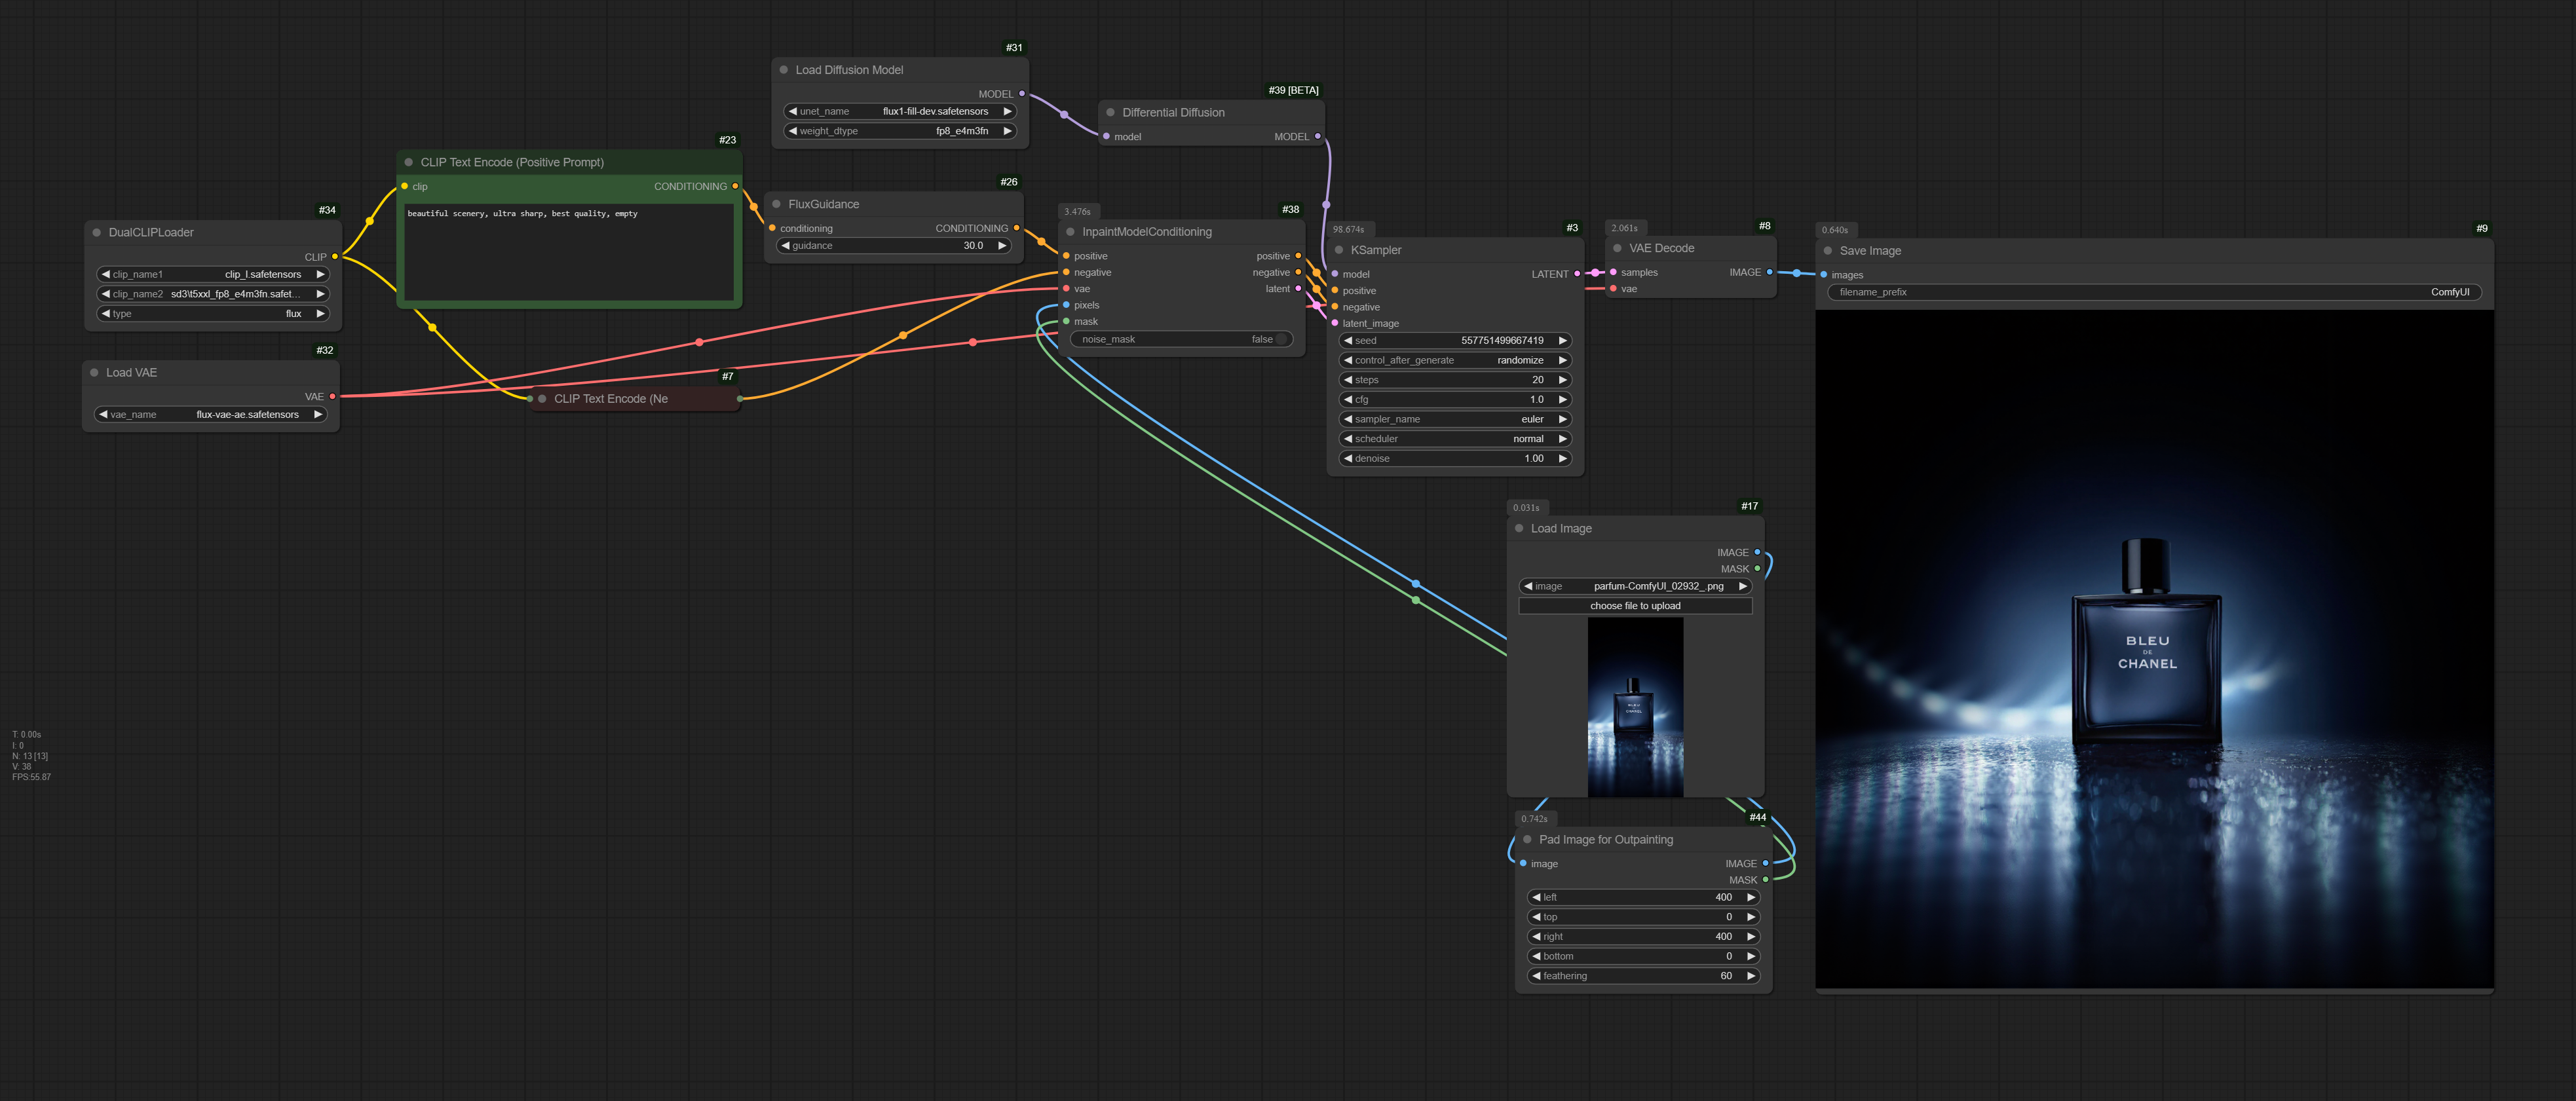 #31
Load Diffusion Model
MODEL
unet_name flux1-fill-dev.safetensors
weight_dtype fp8_e4m3fn
#39 [BETA]
Differential Diffusion
model MODEL
#23
CLIP Text Encode (Positive Prompt)
clip CONDITIONING
beautiful scenery, ultra sharp, best quality, empty
#26
FluxGuidance
conditioning CONDITIONING
guidance 30.0
#34
DualCLIPLoader
CLIP
clip_name1 clip_l.safetensors
clip_name2 sd3\t5xxl_fp8_e4m3fn.safet...
type flux
#32
Load VAE
VAE
vae_name flux-vae-ae.safetensors
#7
CLIP Text Encode (Ne
3.476s
#38
InpaintModelConditioning
positive positive
negative negative
vae latent
pixels
mask
noise_mask false
98.674s
#3
KSampler
model LATENT
positive
negative
latent_image
seed 557751499667419
control_after_generate randomize
steps 20
cfg 1.0
sampler_name euler
scheduler normal
denoise 1.00
2.061s
#8
VAE Decode
samples IMAGE
vae
0.640s
#9
Save Image
images
filename_prefix ComfyUI
BLEU
DE
CHANEL
0.031s
#17
Load Image
IMAGE
MASK
image parfum-ComfyUI_02932_.png
choose file to upload
BLEU
CHANEL
0.742s
#44
Pad Image for Outpainting
image IMAGE
MASK
left 400
top 0
right 400
bottom 0
feathering 60
T: 0.00s
I: 0
N: 13 [13]
V: 38
FPS:55.87